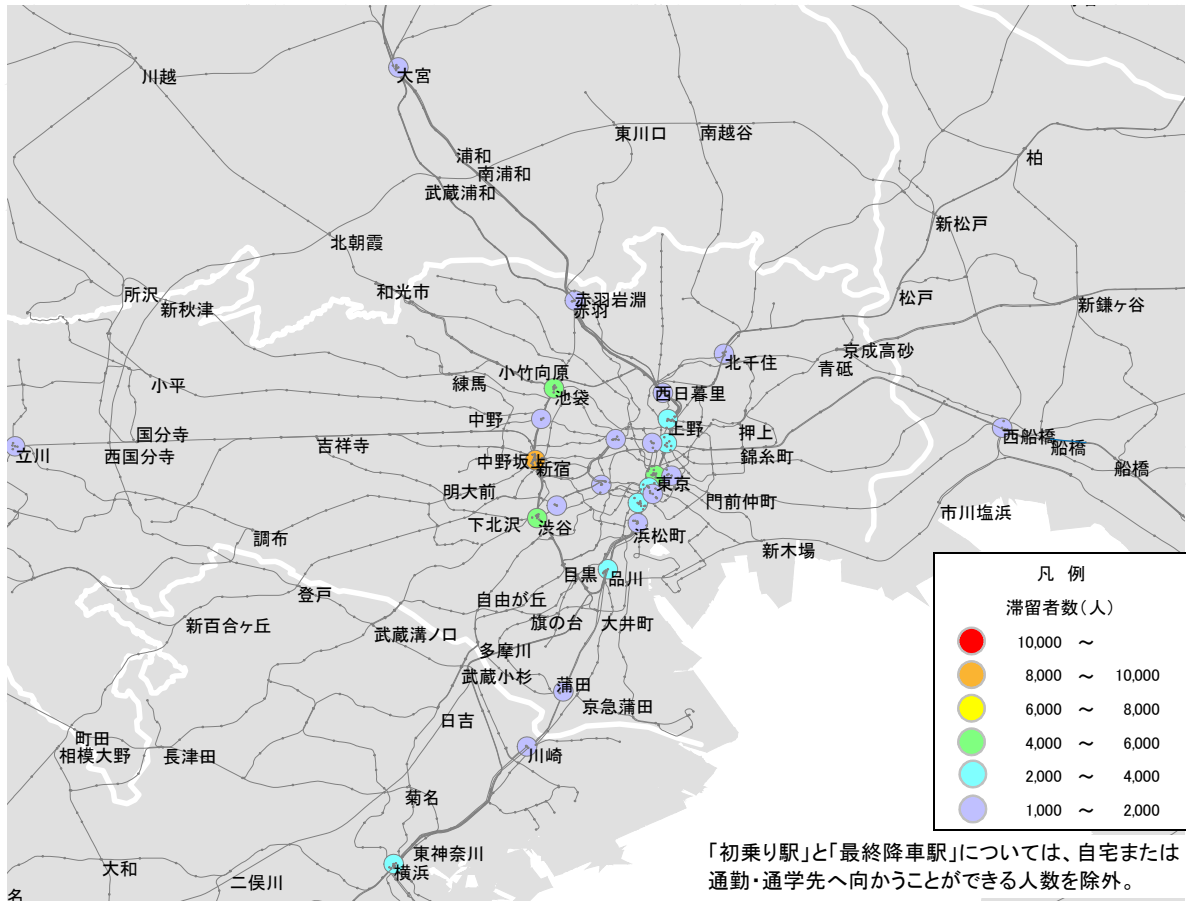 川越
大宮
東川口
南越谷
浦和
柏
南浦和
武蔵浦和
新松戸
北朝霞
和光市
所沢
新秋津
赤羽岩淵
赤羽
松戸
新鎌ヶ谷
北千住
京成高砂
青砥
小竹向原
小平
練馬
池袋
西日暮里
中野
上野
押上
国分寺
吉祥寺
西船橋
船橋
立川
西国分寺
中野坂上
新宿
錦糸町
船橋
明大前
東京
門前仲町
市川塩浜
下北沢
渋谷
浜松町
調布
新木場
目黒
品川
登戸
自由が丘
新百合ヶ丘
武蔵溝ノ口
旗の台
大井町
多摩川
武蔵小杉
蒲田
京急蒲田
日吉
町田
相模大野
長津田
川崎
菊名
東神奈川
横浜
大和
二俣川
名
凡 例
滞留者数(人)
10,000 ~
8,000 ~ 10,000
6,000 ~ 8,000
4,000 ~ 6,000
2,000 ~ 4,000
1,000 ~ 2,000
「初乗り駅」と「最終降車駅」については、自宅または
通勤・通学先へ向かうことができる人数を除外。